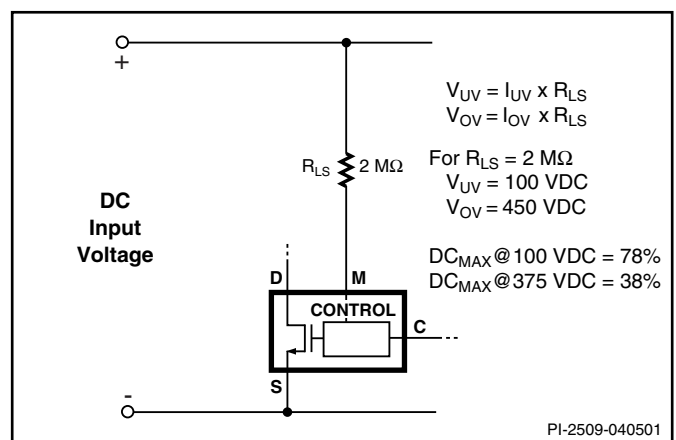 +
V_UV = I_UV x R_LS
V_OV = I_OV x R_LS
R_LS 2 MΩ
For R_LS = 2 MΩ
V_UV = 100 VDC
V_OV = 450 VDC
DC
Input
Voltage
DC_MAX@100 VDC = 78%
DC_MAX@375 VDC = 38%
D M
CONTROL
C
S
-
PI-2509-040501